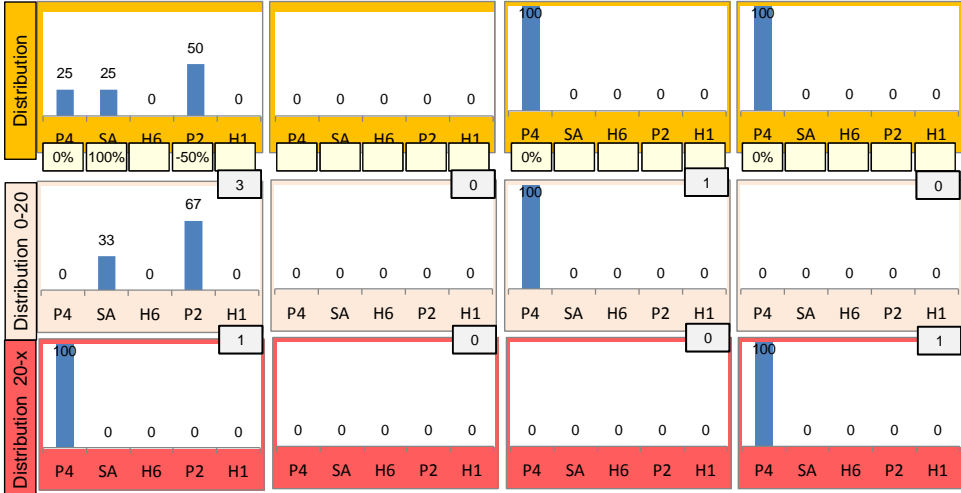 Distribution
25 25 0 50 0
P4 SA H6 P2 H1
0% 100% -50%
0 0 0 0 0
P4 SA H6 P2 H1
100 0 0 0 0
P4 SA H6 P2 H1
0%
100 0 0 0 0
P4 SA H6 P2 H1
0%
Distribution 0-20
3
0 33 0 67 0
P4 SA H6 P2 H1
0
0 0 0 0 0
P4 SA H6 P2 H1
1
100 0 0 0 0
P4 SA H6 P2 H1
0
0 0 0 0 0
P4 SA H6 P2 H1
Distribution 20-x
1
100 0 0 0 0
P4 SA H6 P2 H1
0
0 0 0 0 0
P4 SA H6 P2 H1
0
0 0 0 0 0
P4 SA H6 P2 H1
1
100 0 0 0 0
P4 SA H6 P2 H1